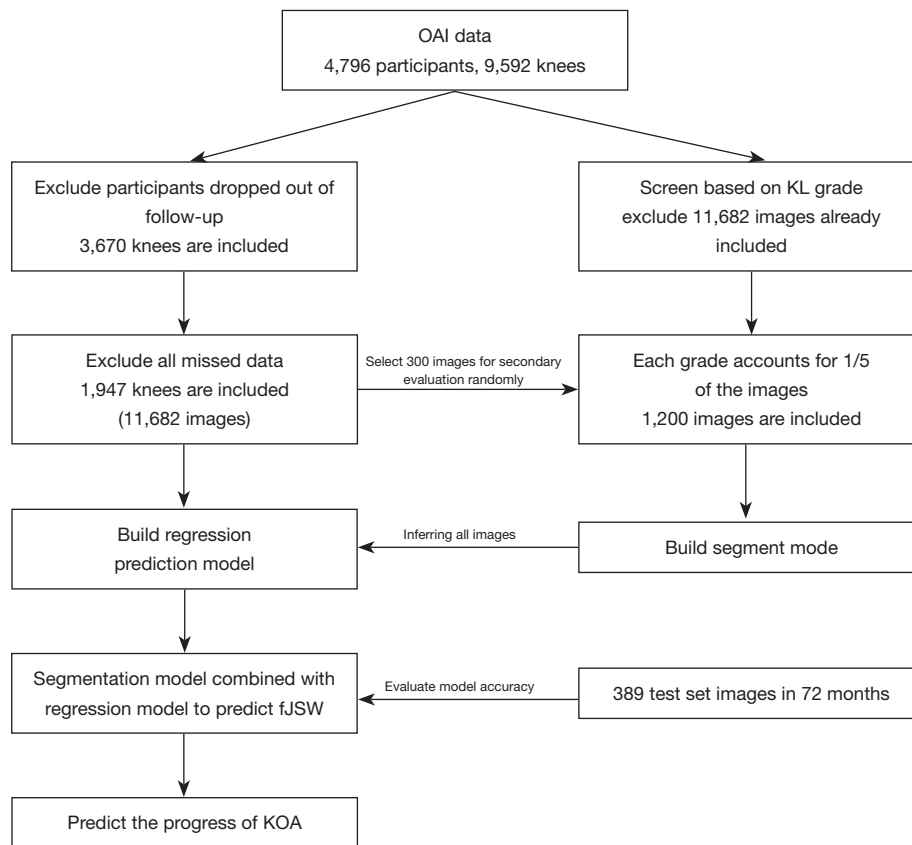 OAI data
4,796 participants, 9,592 knees
Exclude participants dropped out of
follow-up
3,670 knees are included
Screen based on KL grade
exclude 11,682 images already
included
Exclude all missed data
1,947 knees are included
(11,682 images)
Select 300 images for secondary
evaluation randomly
Each grade accounts for 1/5
of the images
1,200 images are included
Build regression
prediction model
Inferring all images
Build segment mode
Segmentation model combined with
regression model to predict fJSW
Evaluate model accuracy
389 test set images in 72 months
Predict the progress of KOA